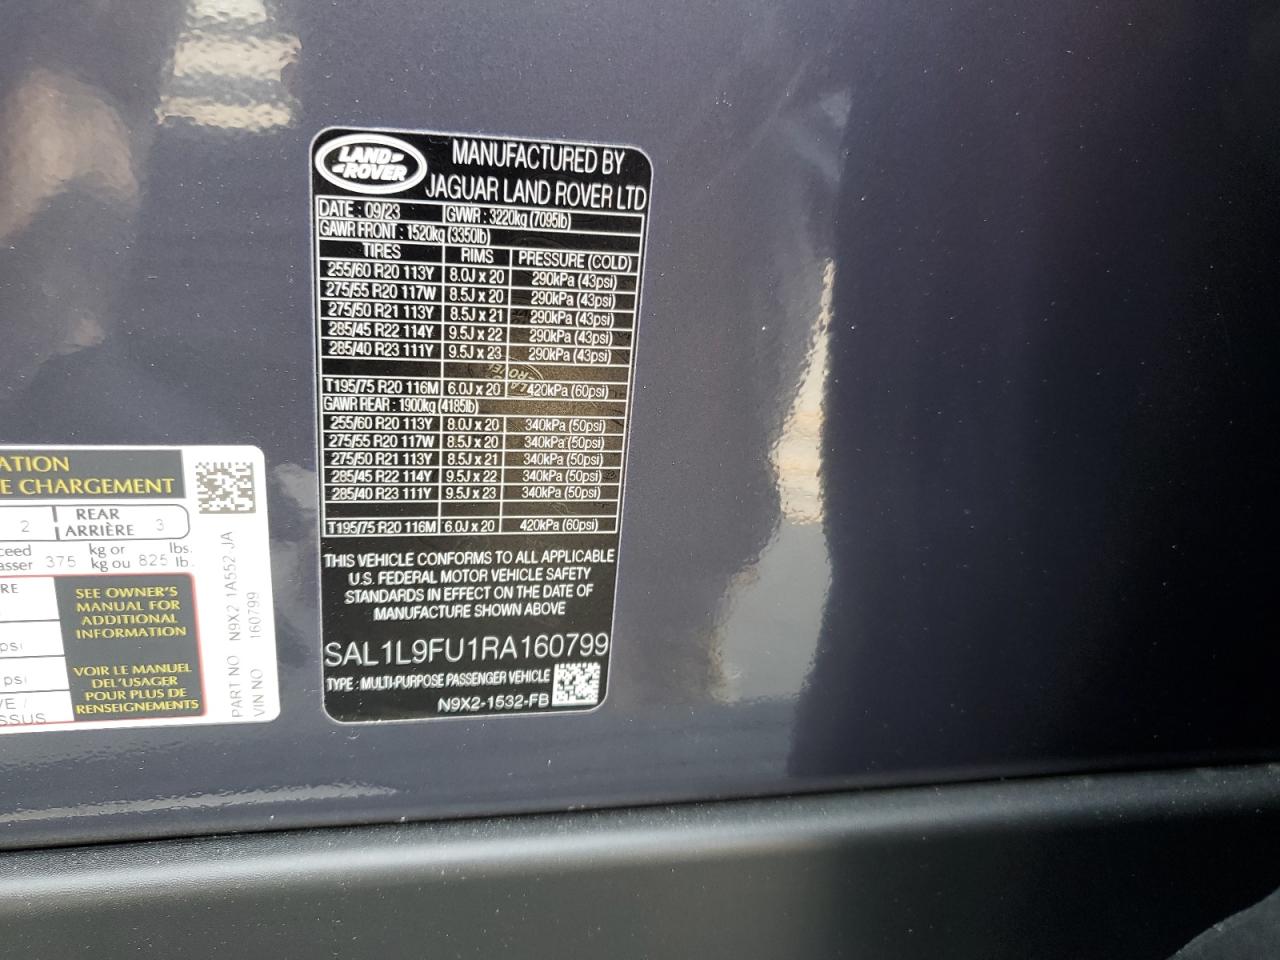 LAND-
-ROVER
MANUFACTURED BY
JAGUAR LAND ROVER LTD
DATE : 09/23 GVWR : 3220kg (7095lb)
GAWR FRONT : 1520kg (3350lb)
TIRES RIMS PRESSURE (COLD)
255/60 R20 113Y 8.0J x 20 290kPa (43psi)
275/55 R20 117W 8.5J x 20 290kPa (43psi)
275/50 R21 113Y 8.5J x 21 290kPa (43psi)
285/45 R22 114Y 9.5J x 22 290kPa (43psi)
285/40 R23 111Y 9.5J x 23 290kPa (43psi)
T195/75 R20 116M 6.0J x 20 420kPa (60psi)
GAWR REAR : 1900kg (4185lb)
255/60 R20 113Y 8.0J x 20 340kPa (50psi)
275/55 R20 117W 8.5J x 20 340kPa (50psi)
275/50 R21 113Y 8.5J x 21 340kPa (50psi)
285/45 R22 114Y 9.5J x 22 340kPa (50psi)
285/40 R23 111Y 9.5J x 23 340kPa (50psi)
T195/75 R20 116M 6.0J x 20 420kPa (60psi)
THIS VEHICLE CONFORMS TO ALL APPLICABLE
U.S. FEDERAL MOTOR VEHICLE SAFETY
STANDARDS IN EFFECT ON THE DATE OF
MANUFACTURE SHOWN ABOVE
SAL1L9FU1RA160799
TYPE : MULTI-PURPOSE PASSENGER VEHICLE
N9X2-1532-FB
ATION
E CHARGEMENT
2 REAR
ARRIÈRE 3
ceed 375 kg or 825 lbs.
asser kg ou lb.
RE
psi
psi
VE /
SSUS
SEE OWNER'S
MANUAL FOR
ADDITIONAL
INFORMATION
VOIR LE MANUEL
DEL'USAGER
POUR PLUS DE
RENSEIGNEMENTS
PART NO N9X2 1A552 JA
VIN NO 160799